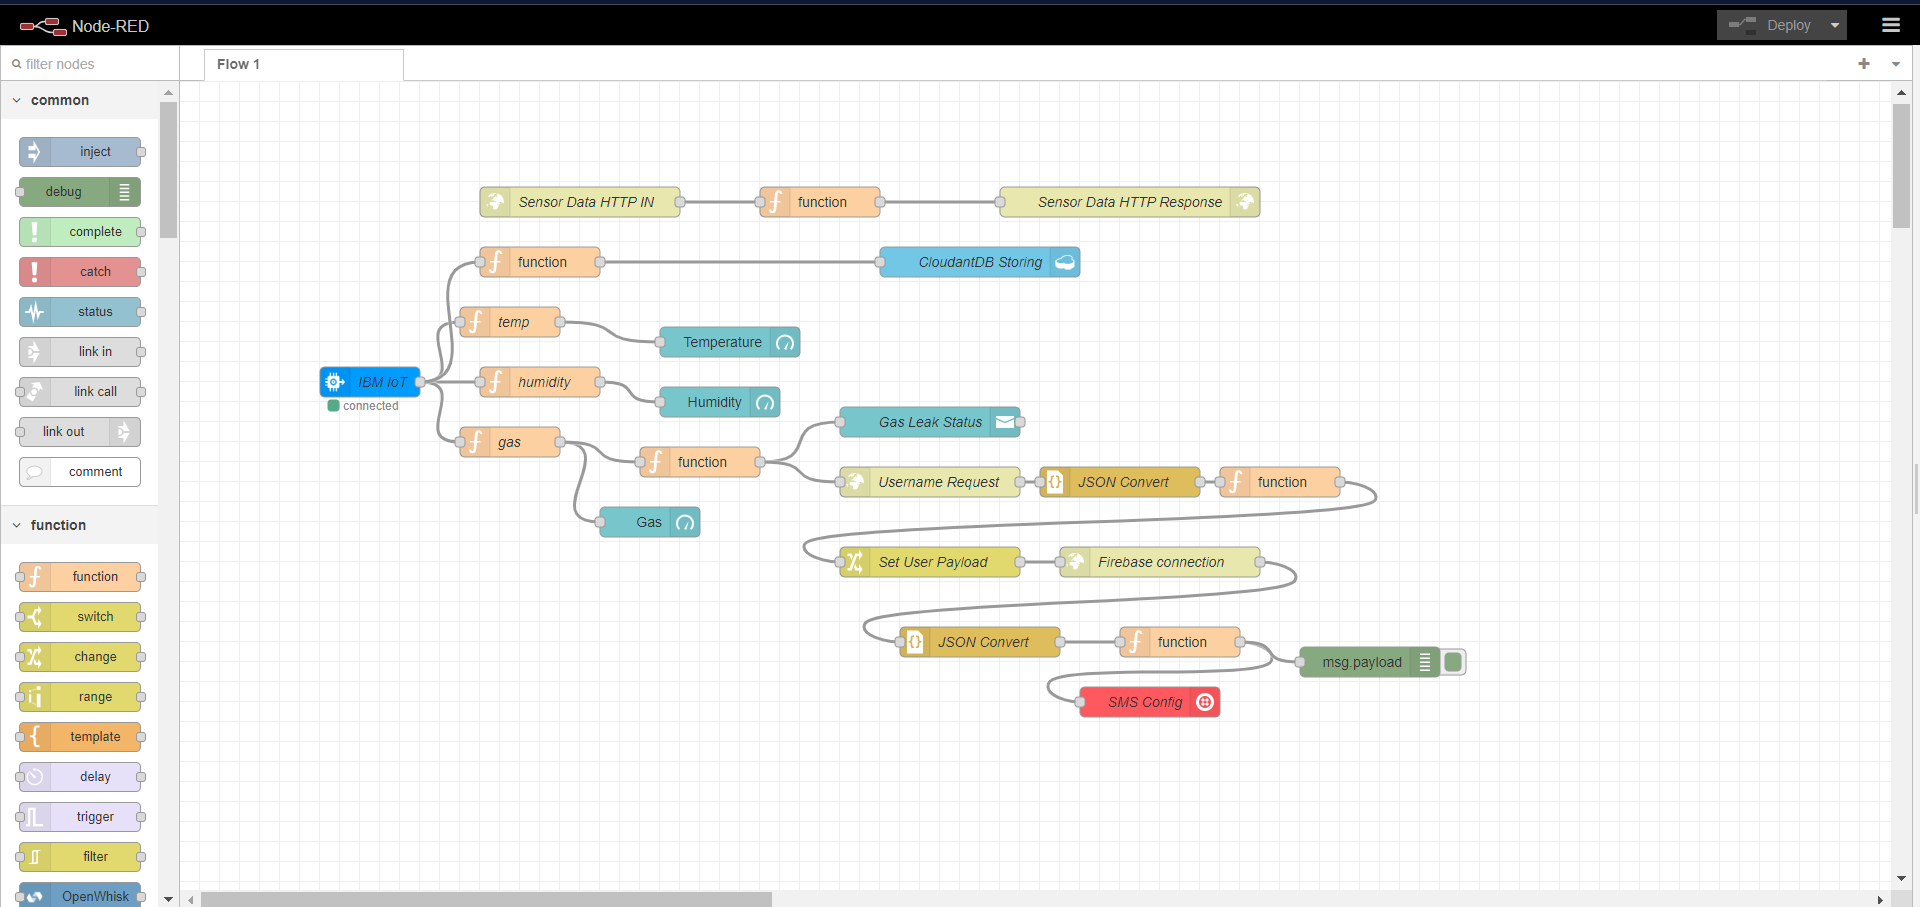 Node-RED
Deploy
filter nodes
Flow 1
common
inject
debug
complete
catch
status
link in
link call
link out
comment
function
function
switch
change
range
template
delay
trigger
filter
OpenWhisk
Sensor Data HTTP IN
function
Sensor Data HTTP Response
function
CloudantDB Storing
temp
Temperature
IBM IoT
connected
humidity
Humidity
gas
function
Gas Leak Status
Username Request
JSON Convert
function
Gas
Set User Payload
Firebase connection
JSON Convert
function
msg.payload
SMS Config